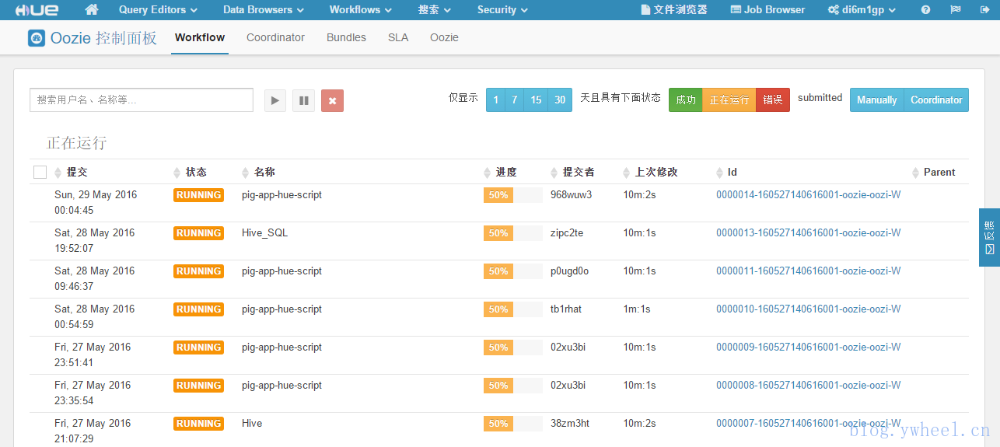 HUE Query Editors Data Browsers Workflows 搜索 Security 文件浏览器 Job Browser di6m1gp
Oozie 控制面板 Workflow Coordinator Bundles SLA Oozie
搜索用户名、名称等... 仅显示 1 7 15 30 天且具有下面状态 成功 正在运行 错误 submitted Manually Coordinator
正在运行
提交 状态 名称 进度 提交者 上次修改 Id Parent
Sun, 29 May 2016 RUNNING pig-app-hue-script 50% 968wuw3 10m:2s 0000014-160527140616001-oozie-oozi-W
00:04:45
Sat, 28 May 2016 RUNNING Hive_SQL 50% zipc2te 10m:1s 0000013-160527140616001-oozie-oozi-W
19:52:07
Sat, 28 May 2016 RUNNING pig-app-hue-script 50% p0ugd0o 10m:1s 0000011-160527140616001-oozie-oozi-W
09:46:37
Sat, 28 May 2016 RUNNING pig-app-hue-script 50% tb1rhat 1m:1s 0000010-160527140616001-oozie-oozi-W
00:54:59
Fri, 27 May 2016 RUNNING pig-app-hue-script 50% 02xu3bi 10m:1s 0000009-160527140616001-oozie-oozi-W
23:51:41
Fri, 27 May 2016 RUNNING pig-app-hue-script 50% 02xu3bi 10m:1s 0000008-160527140616001-oozie-oozi-W
23:35:54
Fri, 27 May 2016 RUNNING Hive 50% 38zm3ht 10m:2s 0000007-160527140616001-oozie-oozi-W
21:07:29
建议
blog.ywheel.cn